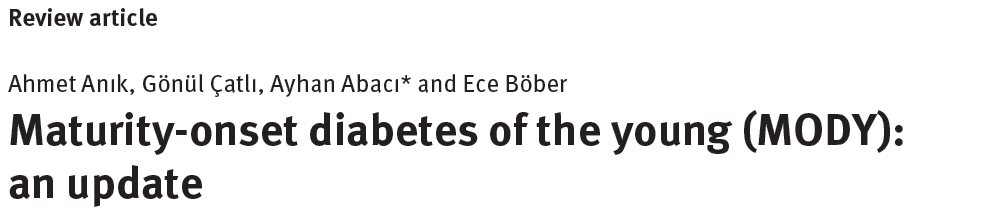 Review article
Ahmet Anık, Gönül Çatlı, Ayhan Abacı* and Ece Böber
Maturity-onset diabetes of the young (MODY):
an update